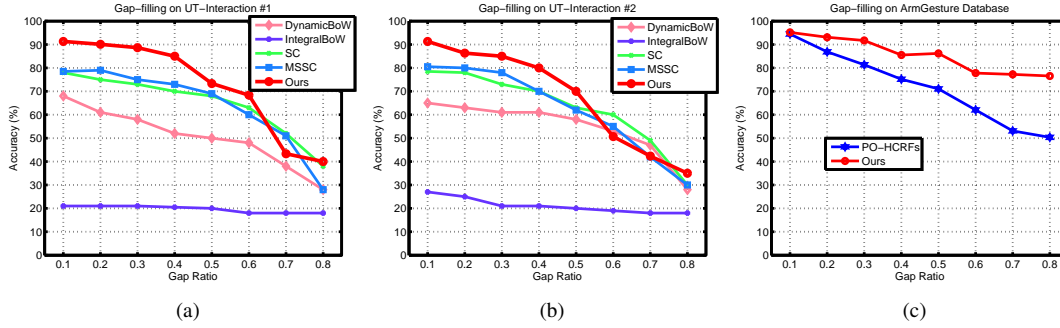 Gap-filling on UT-Interaction #1
100
90
80
70
60
50
40
30
20
10
0
Accuracy (%)
0.1 0.2 0.3 0.4 0.5 0.6 0.7 0.8
Gap Ratio
DynamicBoW
IntegralBoW
SC
MSSC
Ours
(a)
Gap-filling on UT-Interaction #2
100
90
80
70
60
50
40
30
20
10
0
Accuracy (%)
0.1 0.2 0.3 0.4 0.5 0.6 0.7 0.8
Gap Ratio
DynamicBoW
IntegralBoW
SC
MSSC
Ours
(b)
Gap-filling on ArmGesture Database
100
90
80
70
60
50
40
30
20
10
0
Accuracy (%)
0.1 0.2 0.3 0.4 0.5 0.6 0.7 0.8
Gap Ratio
PO-HCRFs
Ours
(c)